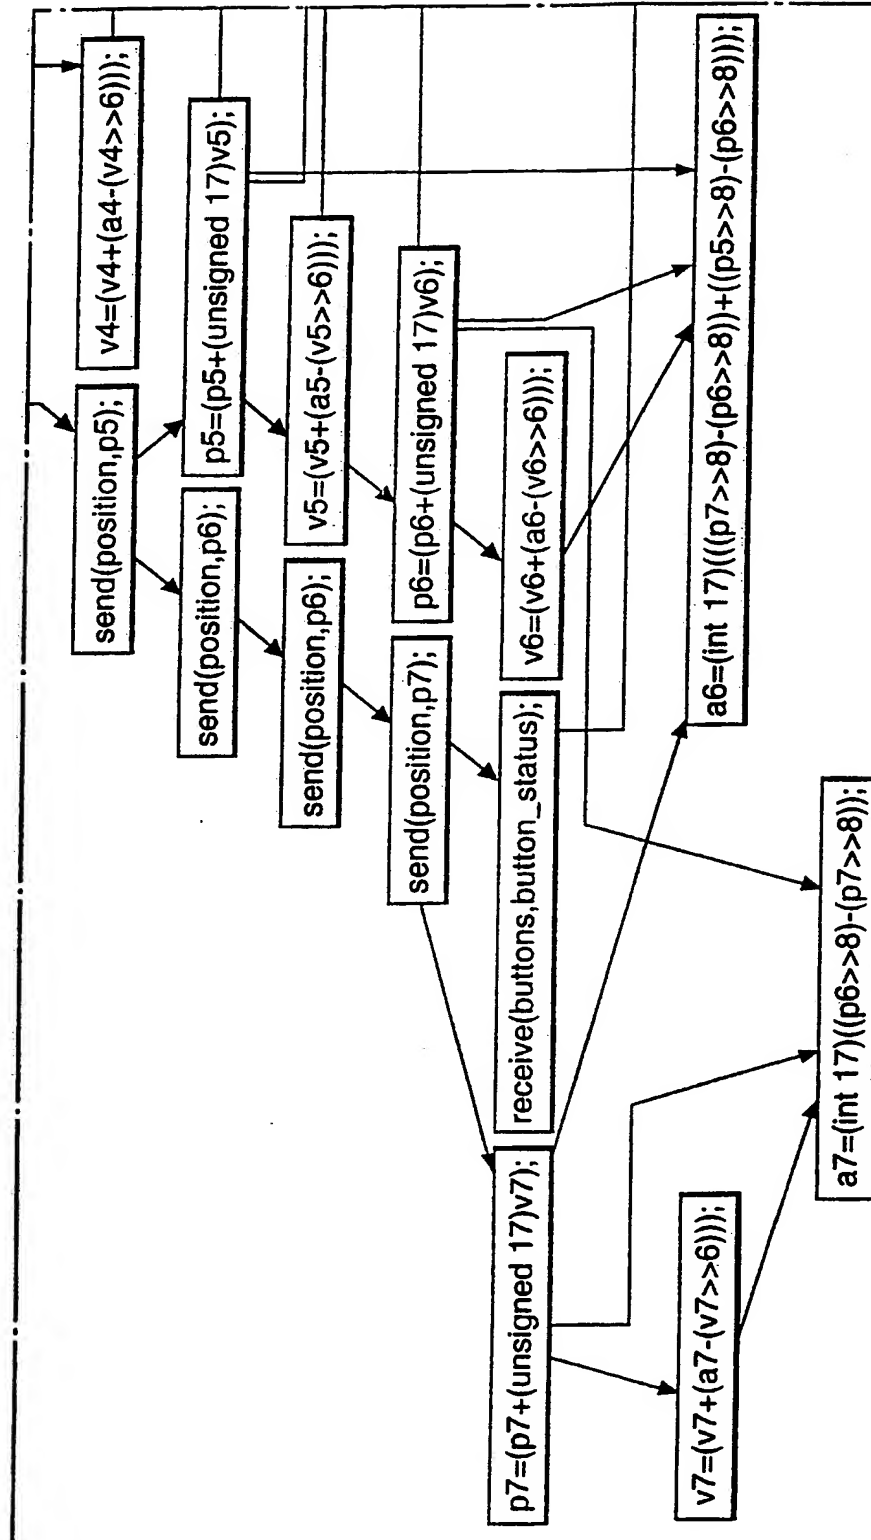 send(position,p5);
v4=(v4+(a4-(v4>>6)));
send(position,p6);
p5=(p5+(unsigned 17)v5);
send(position,p6);
v5=(v5+(a5-(v5>>6)));
send(position,p7);
p6=(p6+(unsigned 17)v6);
p7=(p7+(unsigned 17)v7);
receive(buttons,button_status);
v6=(v6+(a6-(v6>>6)));
v7=(v7+(a7-(v7>>6)));
a6=(int 17)(((p7>>8)-(p6>>8))+((p5>>8)-(p6>>8)));
a7=(int 17)((p6>>8)-(p7>>8));